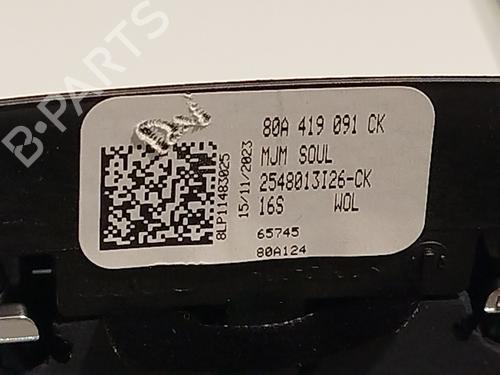 B-PARTS
80A 419 091 CK
MJM SOUL
2548013I26-CK
16S WOL
65745
80A124
15/11/2023
8LP11483025